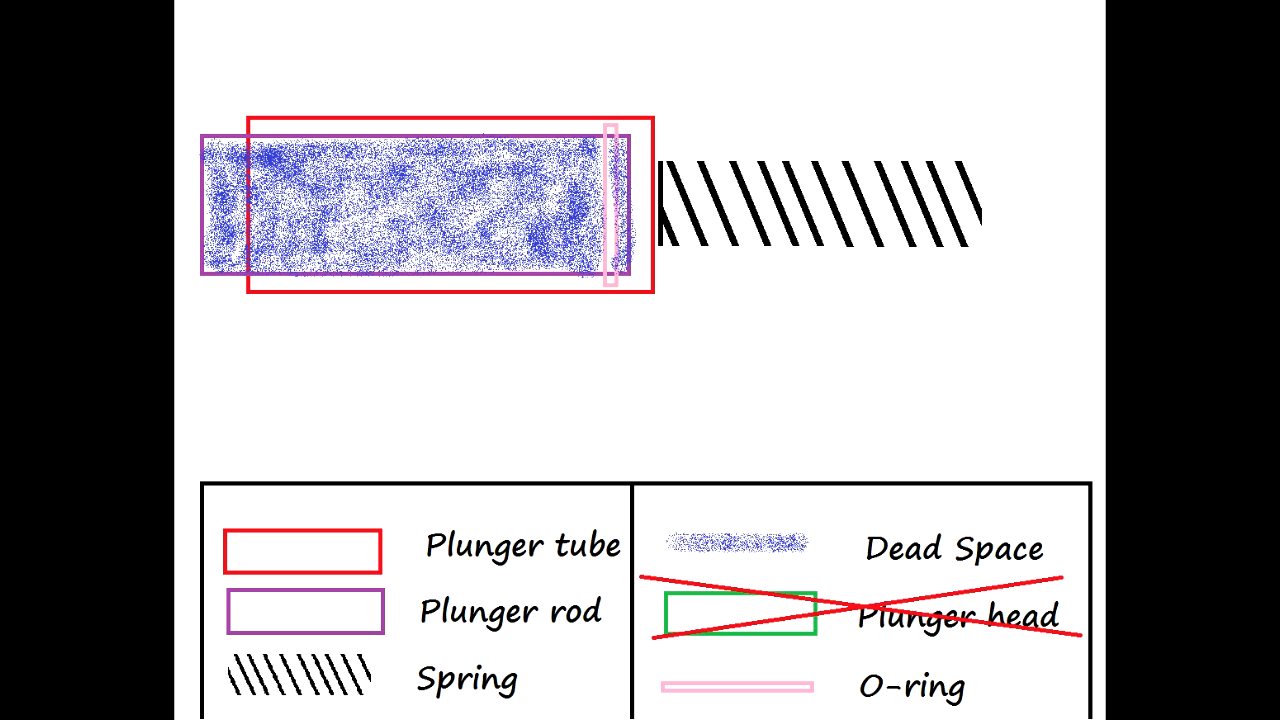 Plunger tube
Plunger rod
Spring
Dead Space
Plunger head
O-ring